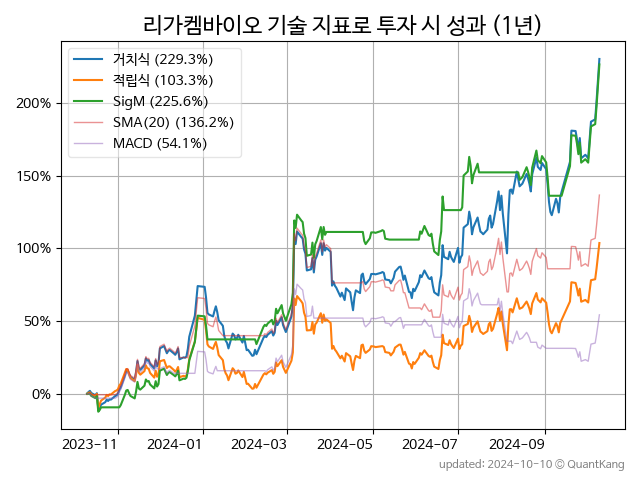 리가켐바이오 기술 지표로 투자 시 성과 (1년)
거치식 (229.3%)
적립식 (103.3%)
SigM (225.6%)
SMA(20) (136.2%)
MACD (54.1%)
200%
150%
100%
50%
0%
2023-11 2024-01 2024-03 2024-05 2024-07 2024-09
updated: 2024-10-10 © QuantKang